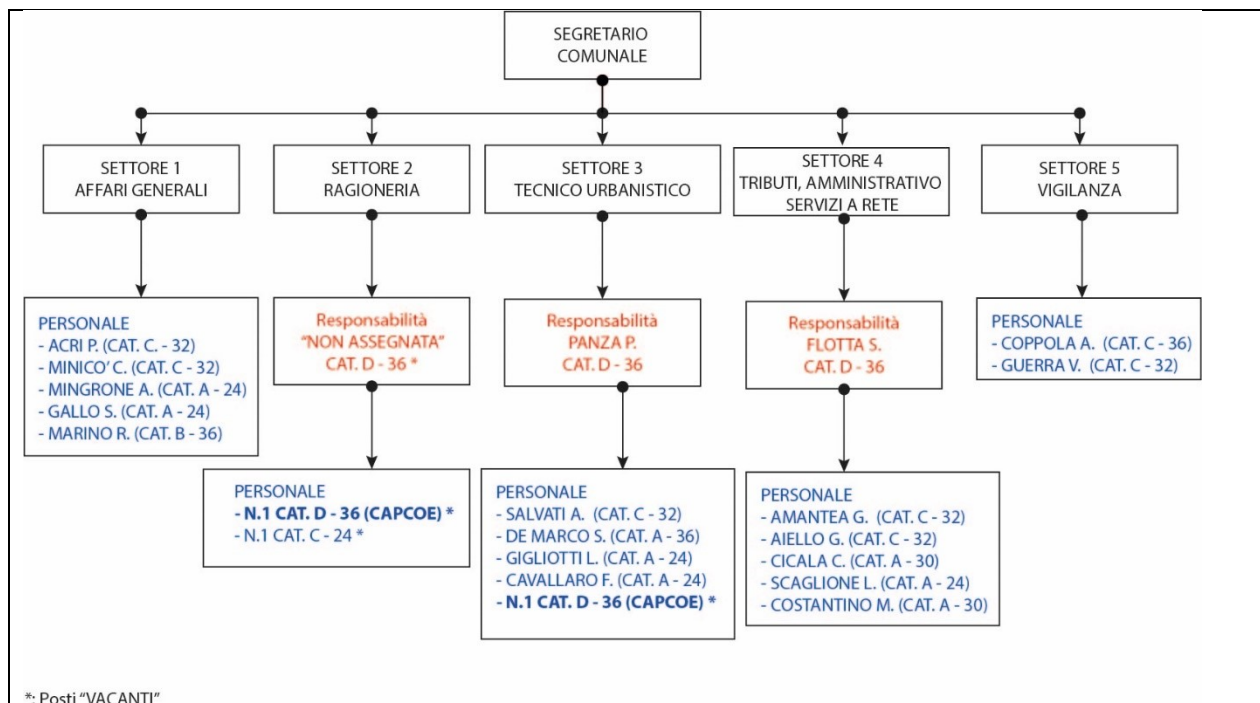 SEGRETARIO
COMUNALE
SETTORE 1
AFFARI GENERALI
SETTORE 2
RAGIONERIA
SETTORE 3
TECNICO URBANISTICO
SETTORE 4
TRIBUTI, AMMINISTRATIVO
SERVIZI A RETE
SETTORE 5
VIGILANZA
PERSONALE
- ACRI P. (CAT. C. - 32)
- MINICO' C. (CAT. C - 32)
- MINGRONE A. (CAT. A - 24)
- GALLO S. (CAT. A - 24)
- MARINO R. (CAT. B - 36)
Responsabilità
"NON ASSEGNATA"
CAT. D - 36 *
Responsabilità
PANZA P.
CAT. D - 36
Responsabilità
FLOTTA S.
CAT. D - 36
PERSONALE
- COPPOLA A. (CAT. C - 36)
- GUERRA V. (CAT. C - 32)
PERSONALE
- N.1 CAT. D - 36 (CAPCOE) *
- N.1 CAT. C - 24 *
PERSONALE
- SALVATI A. (CAT. C - 32)
- DE MARCO S. (CAT. A - 36)
- GIGLIOTTI L. (CAT. A - 24)
- CAVALLARO F. (CAT. A - 24)
- N.1 CAT. D - 36 (CAPCOE) *
PERSONALE
- AMANTEA G. (CAT. C - 32)
- AIELLO G. (CAT. C - 32)
- CICALA C. (CAT. A - 30)
- SCAGLIONE L. (CAT. A - 24)
- COSTANTINO M. (CAT. A - 30)
*: Posti "VACANTI"